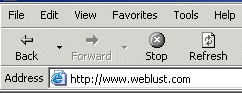 File Edit View Favorites Tools Help
Back Forward Stop Refresh
Address http://www.weblust.com